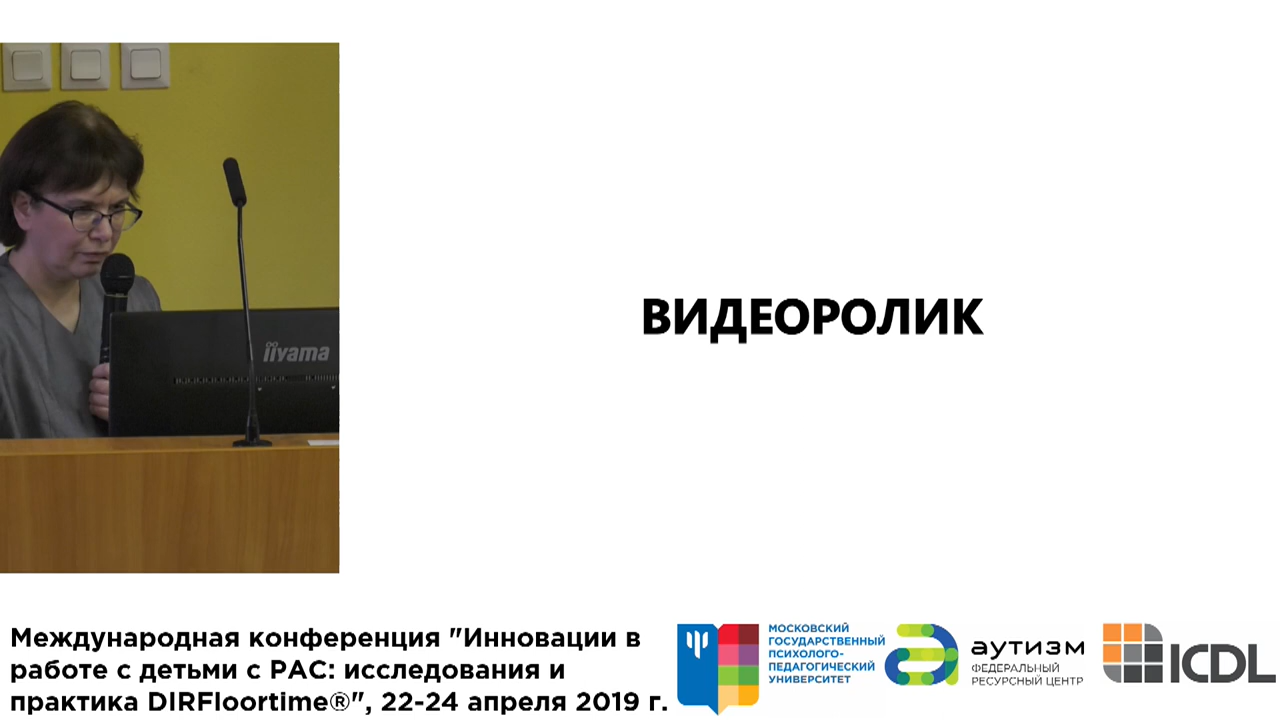 iiyama
ВИДЕОРОЛИК
Международная конференция "Инновации в
работе с детьми с РАС: исследования и
практика DIRFloortime®", 22-24 апреля 2019 г.
МОСКОВСКИЙ
ГОСУДАРСТВЕННЫЙ
ПСИХОЛОГО-
ПЕДАГОГИЧЕСКИЙ
УНИВЕРСИТЕТ
аутизм
ФЕДЕРАЛЬНЫЙ
РЕСУРСНЫЙ ЦЕНТР
ICDL